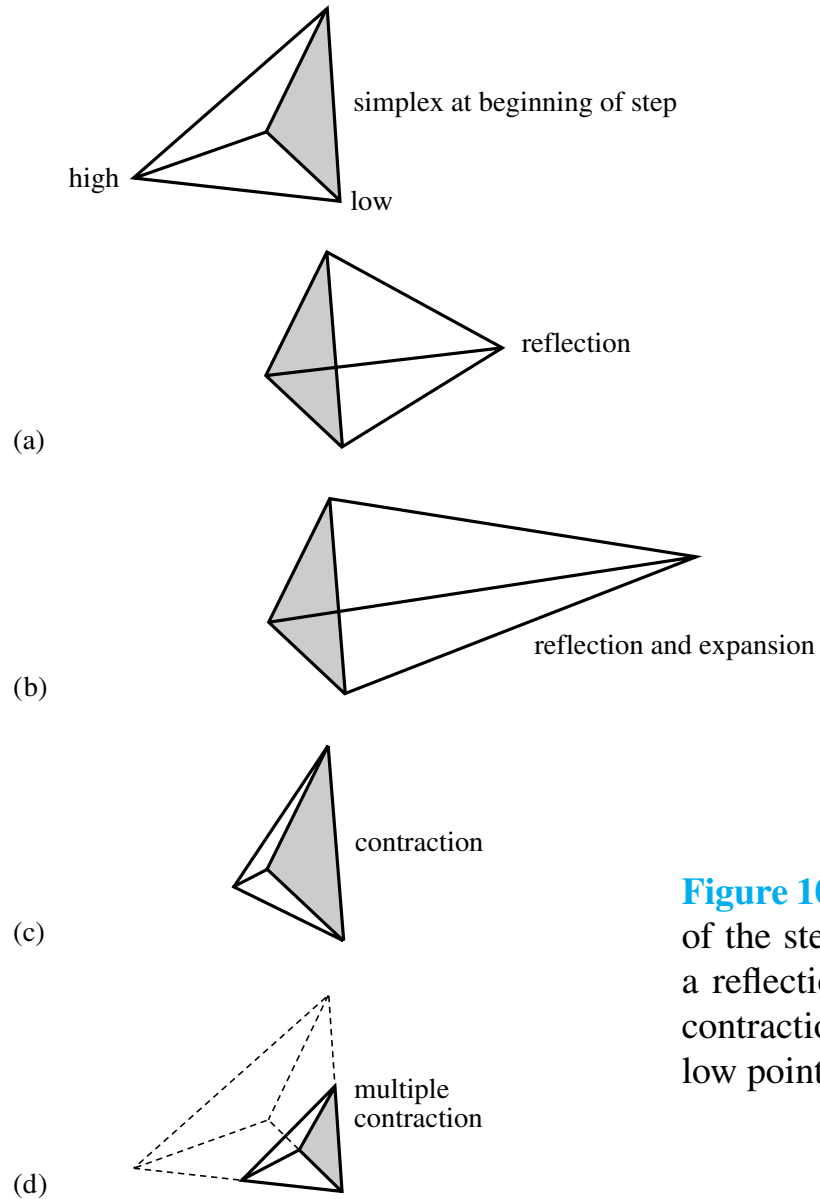 simplex at beginning of step
high
low
reflection
(a)
reflection and expansion
(b)
contraction
(c)
Figure 10
of the ste
a reflectio
contraction
low point
multiple
contraction
(d)